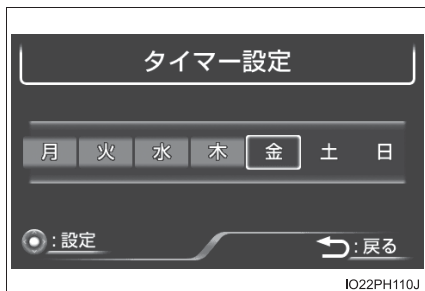 タイマー設定
月 火 水 木 金 土 日
:設定 :戻る
IO22PH110J